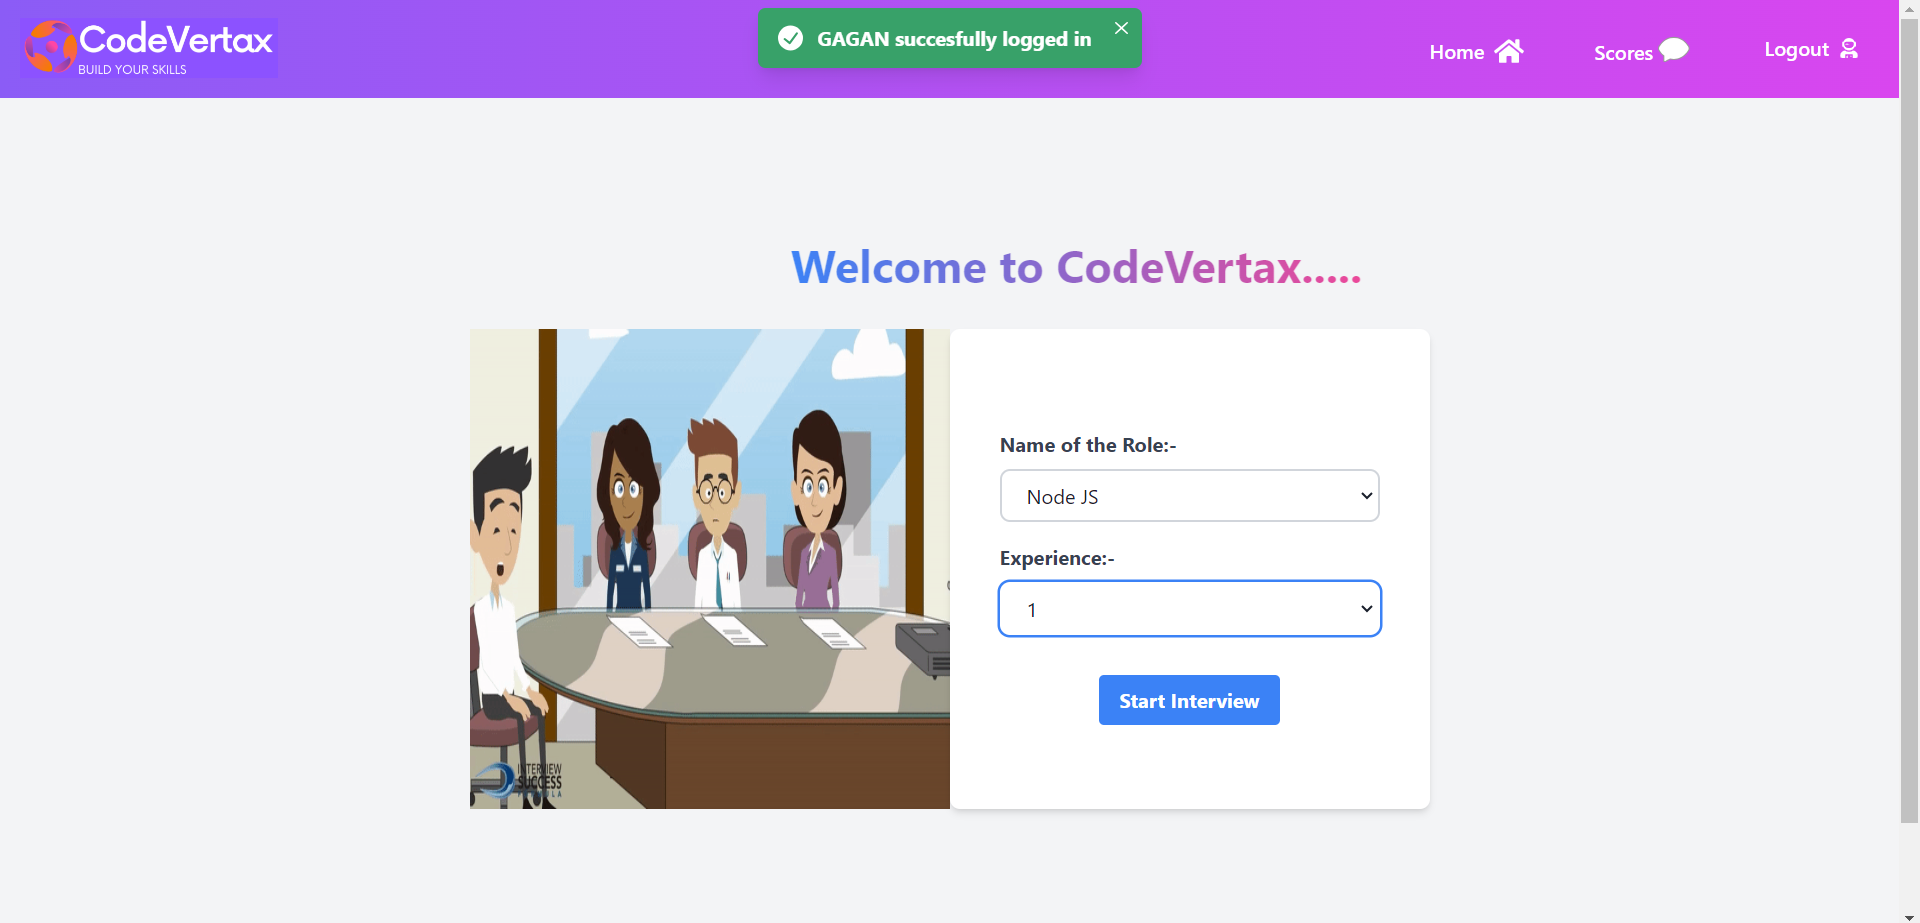 CodeVertax
BUILD YOUR SKILLS
GAGAN succesfully logged in
Home
Scores
Logout
Welcome to CodeVertax.....
Name of the Role:-
Node JS
Experience:-
1
Start Interview
INTERVIEW
SUCCESS
FORMULA